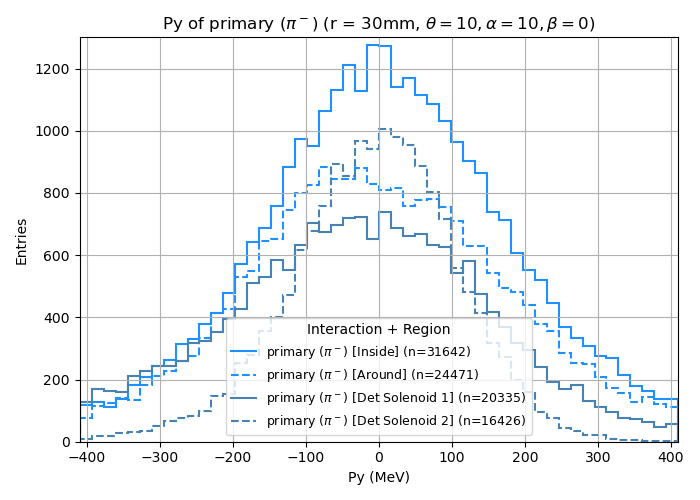 Py of primary (π⁻) (r = 30mm, θ = 10, α = 10, β = 0)
1200
1000
800
600
400
200
0
Entries
Interaction + Region
primary (π⁻) [Inside] (n=31642)
primary (π⁻) [Around] (n=24471)
primary (π⁻) [Det Solenoid 1] (n=20335)
primary (π⁻) [Det Solenoid 2] (n=16426)
−400 −300 −200 −100 0 100 200 300 400
Py (MeV)